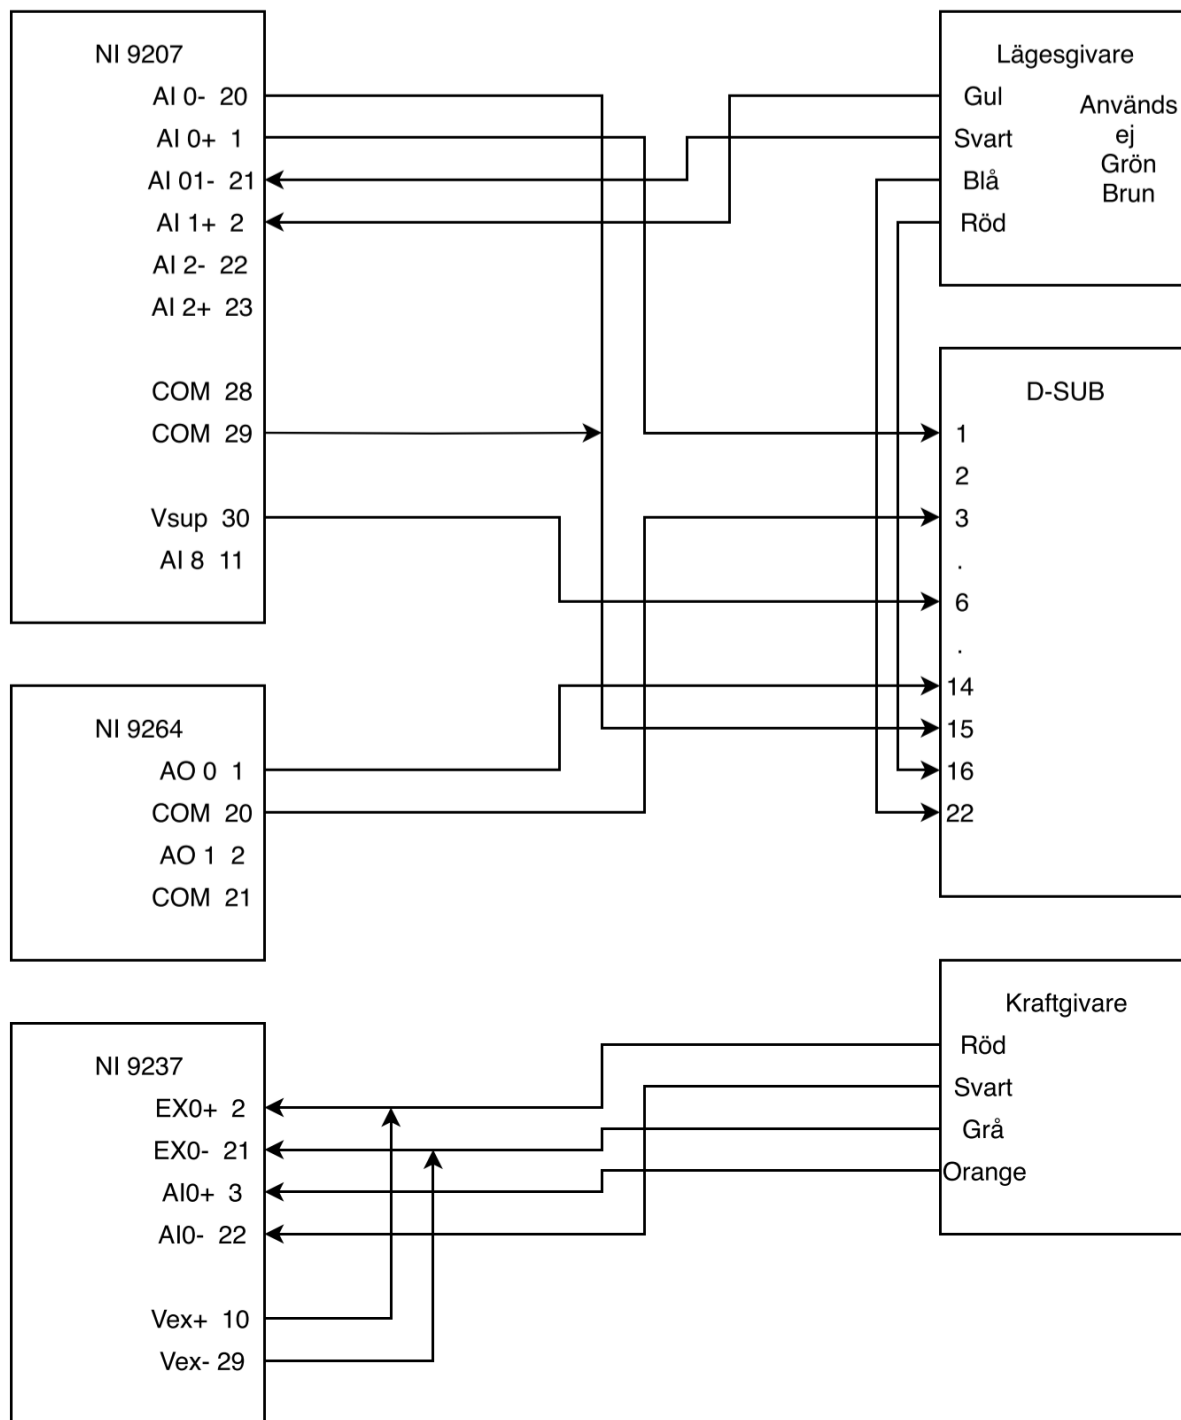 NI 9207
AI 0- 20
AI 0+ 1
AI 01- 21
AI 1+ 2
AI 2- 22
AI 2+ 23
COM 28
COM 29
Vsup 30
AI 8 11
NI 9264
AO 0 1
COM 20
AO 1 2
COM 21
NI 9237
EX0+ 2
EX0- 21
AI0+ 3
AI0- 22
Vex+ 10
Vex- 29
Lägesgivare
Gul
Svart
Blå
Röd
Används
ej
Grön
Brun
D-SUB
1
2
3
.
6
.
14
15
16
22
Kraftgivare
Röd
Svart
Grå
Orange